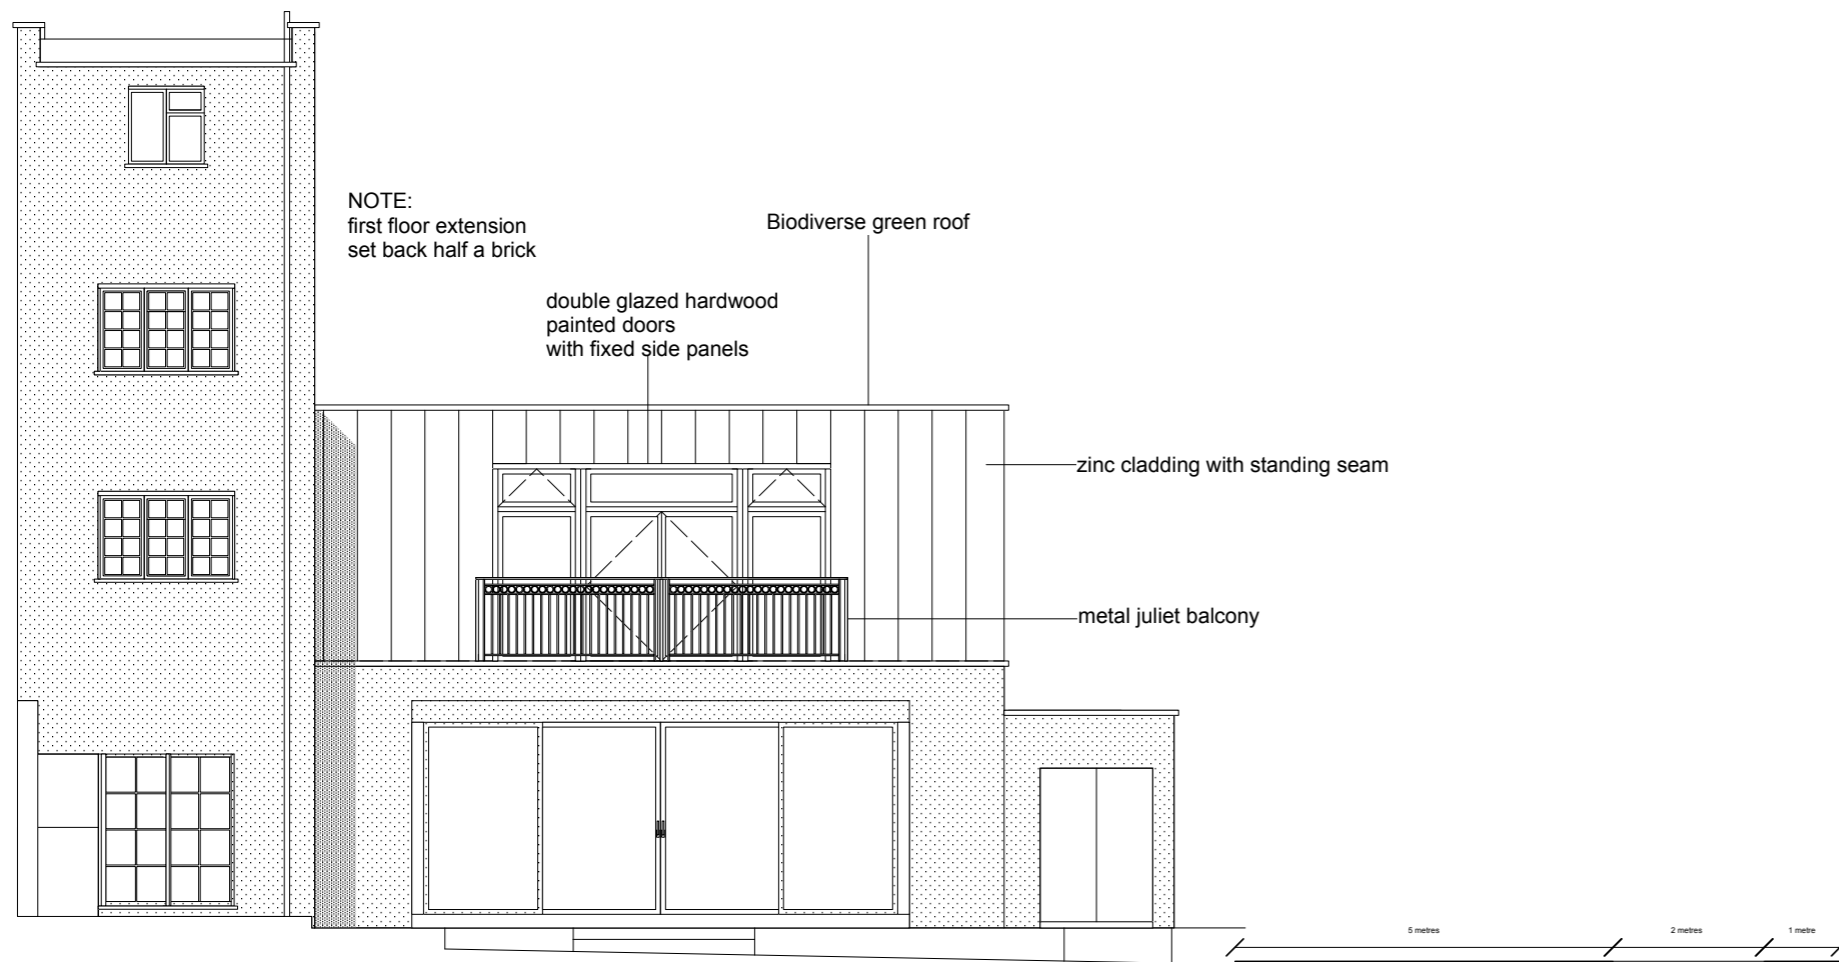 NOTE:
first floor extension
set back half a brick
Biodiverse green roof
double glazed hardwood
painted doors
with fixed side panels
zinc cladding with standing seam
metal juliet balcony
5 metres
2 metres
1 metre